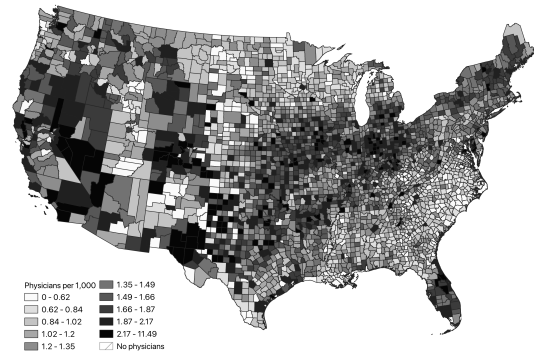 Physicians per 1,000
0 - 0.62
0.62 - 0.84
0.84 - 1.02
1.02 - 1.2
1.2 - 1.35
1.35 - 1.49
1.49 - 1.66
1.66 - 1.87
1.87 - 2.17
2.17 - 11.49
No physicians